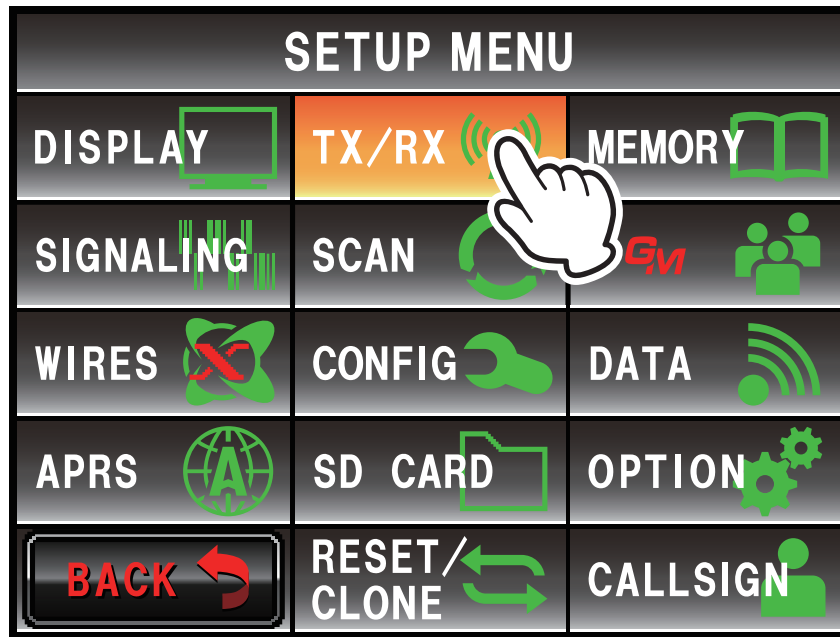 SETUP MENU
DISPLAY
TX/RX
MEMORY
SIGNALING
SCAN
GM
WIRES X
CONFIG
DATA
APRS
A
SD CARD
OPTION
BACK
RESET/
CLONE
CALLSIGN